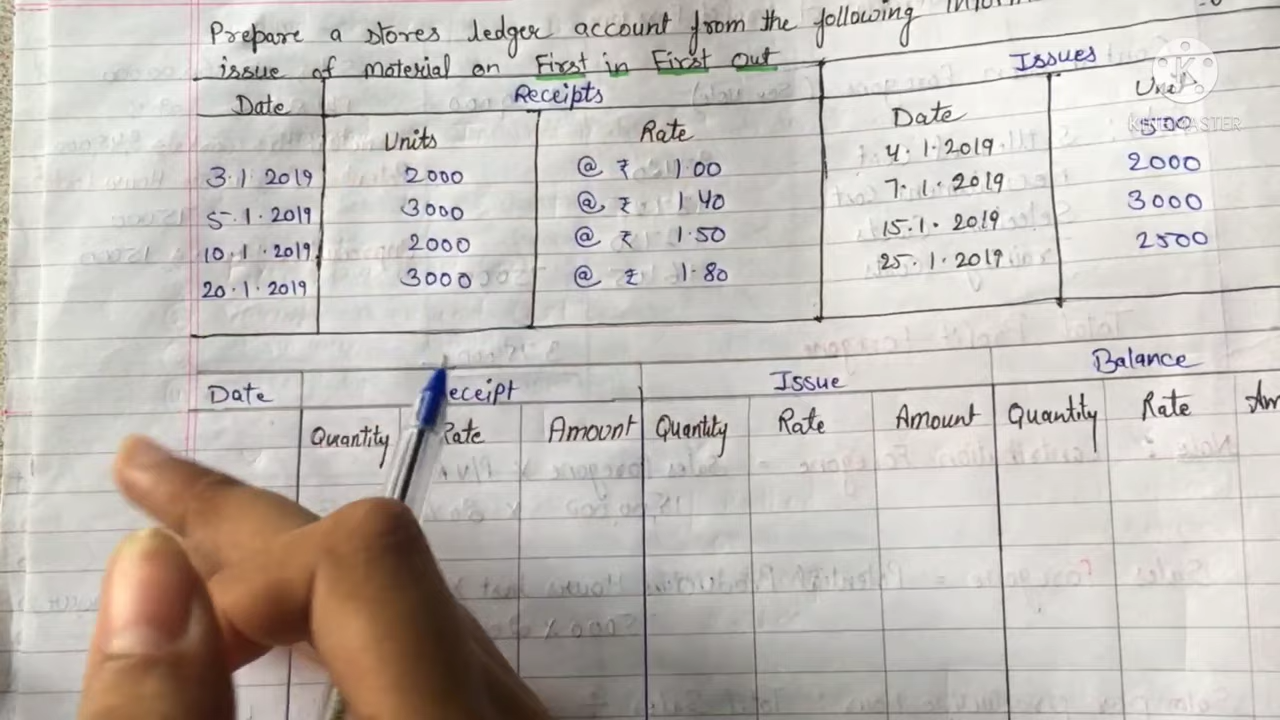 Prepare a stores ledger account from the following
issue of material on First in First Out
Date Receipts Issues
Units Rate Date Units
3.1.2019 2000 @ ₹ 1.00 4.1.2019 500
5.1.2019 3000 @ ₹ 1.40 7.1.2019 2000
10.1.2019 2000 @ ₹ 1.50 15.1.2019 3000
20.1.2019 3000 @ ₹ 1.80 25.1.2019 2500
KINEMASTER
Date Receipt Issue Balance
Quantity Rate Amount Quantity Rate Amount Quantity Rate Am